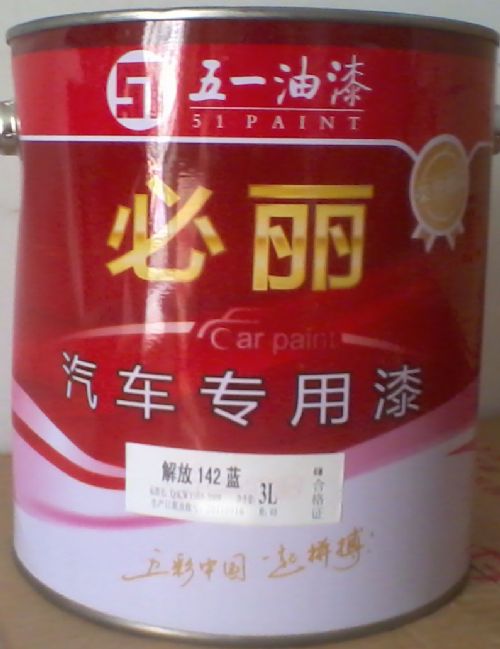 五一油漆
51 PAINT
必丽
Car paint
汽车专用漆
解放 142 蓝
3L
合格证
五彩中国 一起拼搏!